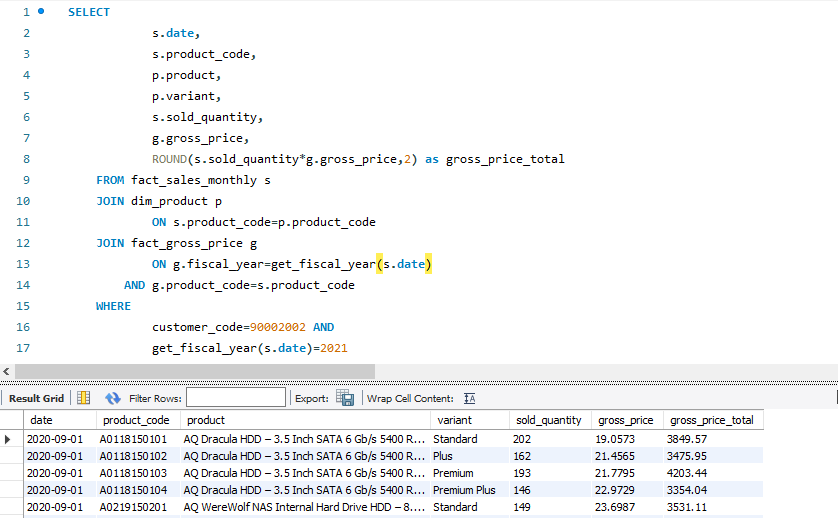 1 SELECT
2 s.date,
3 s.product_code,
4 p.product,
5 p.variant,
6 s.sold_quantity,
7 g.gross_price,
8 ROUND(s.sold_quantity*g.gross_price,2) as gross_price_total
9 FROM fact_sales_monthly s
10 JOIN dim_product p
11 ON s.product_code=p.product_code
12 JOIN fact_gross_price g
13 ON g.fiscal_year=get_fiscal_year(s.date)
14 AND g.product_code=s.product_code
15 WHERE
16 customer_code=90002002 AND
17 get_fiscal_year(s.date)=2021
Result Grid Filter Rows: Export: Wrap Cell Content:
date product_code product variant sold_quantity gross_price gross_price_total
2020-09-01 A0118150101 AQ Dracula HDD – 3.5 Inch SATA 6 Gb/s 5400 R... Standard 202 19.0573 3849.57
2020-09-01 A0118150102 AQ Dracula HDD – 3.5 Inch SATA 6 Gb/s 5400 R... Plus 162 21.4565 3475.95
2020-09-01 A0118150103 AQ Dracula HDD – 3.5 Inch SATA 6 Gb/s 5400 R... Premium 193 21.7795 4203.44
2020-09-01 A0118150104 AQ Dracula HDD – 3.5 Inch SATA 6 Gb/s 5400 R... Premium Plus 146 22.9729 3354.04
2020-09-01 A0219150201 AQ WereWolf NAS Internal Hard Drive HDD – 8.... Standard 149 23.6987 3531.11